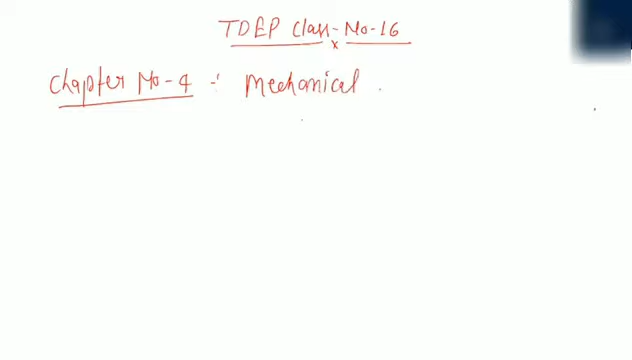 TDEP Class-No-16
x
Chapter No-4 :- Mechanical